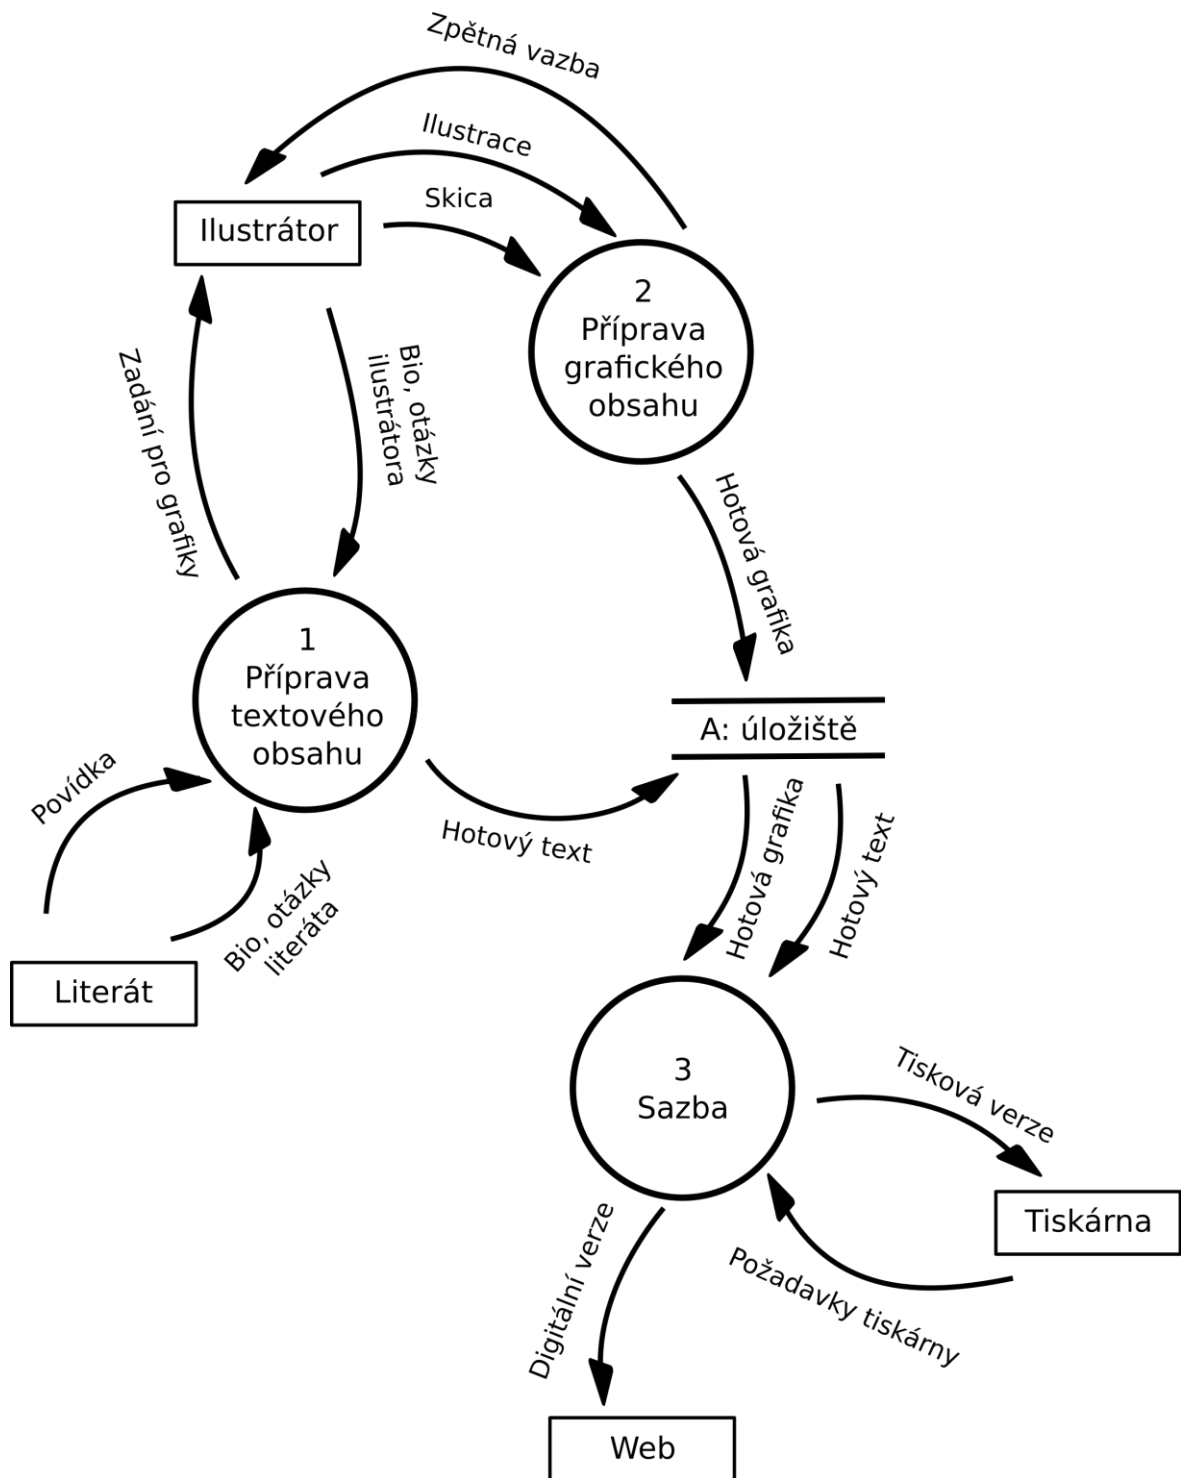 Zpětná vazba
Ilustrace
Skica
Ilustrátor
2
Příprava
grafického
obsahu
Zadání pro grafiky
Bio, otázky
ilustrátora
Hotová grafika
1
Příprava
textového
obsahu
A: úložiště
Povídka
Hotový text
Bio, otázky
literáta
Hotová grafika
Hotový text
Literát
3
Sazba
Tisková verze
Tiskárna
Digitální verze
Požadavky tiskárny
Web